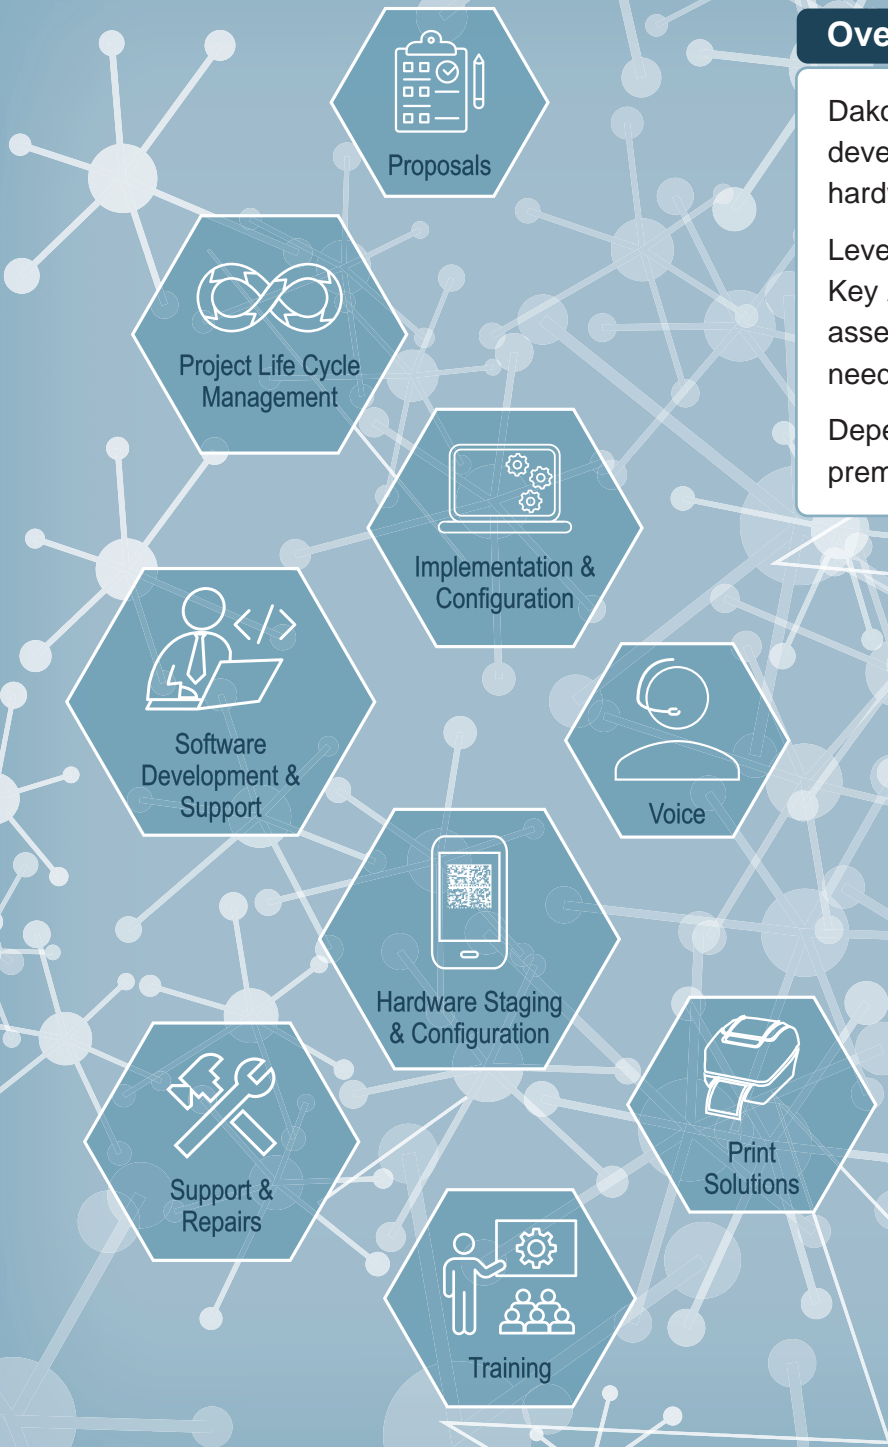 Proposals
Project Life Cycle
Management
Implementation &
Configuration
Software
Development &
Support
Voice
Hardware Staging
& Configuration
Support &
Repairs
Print
Solutions
Training
Ove
Dako
deve
hardw
Leve
Key
asse
need
Depe
prem